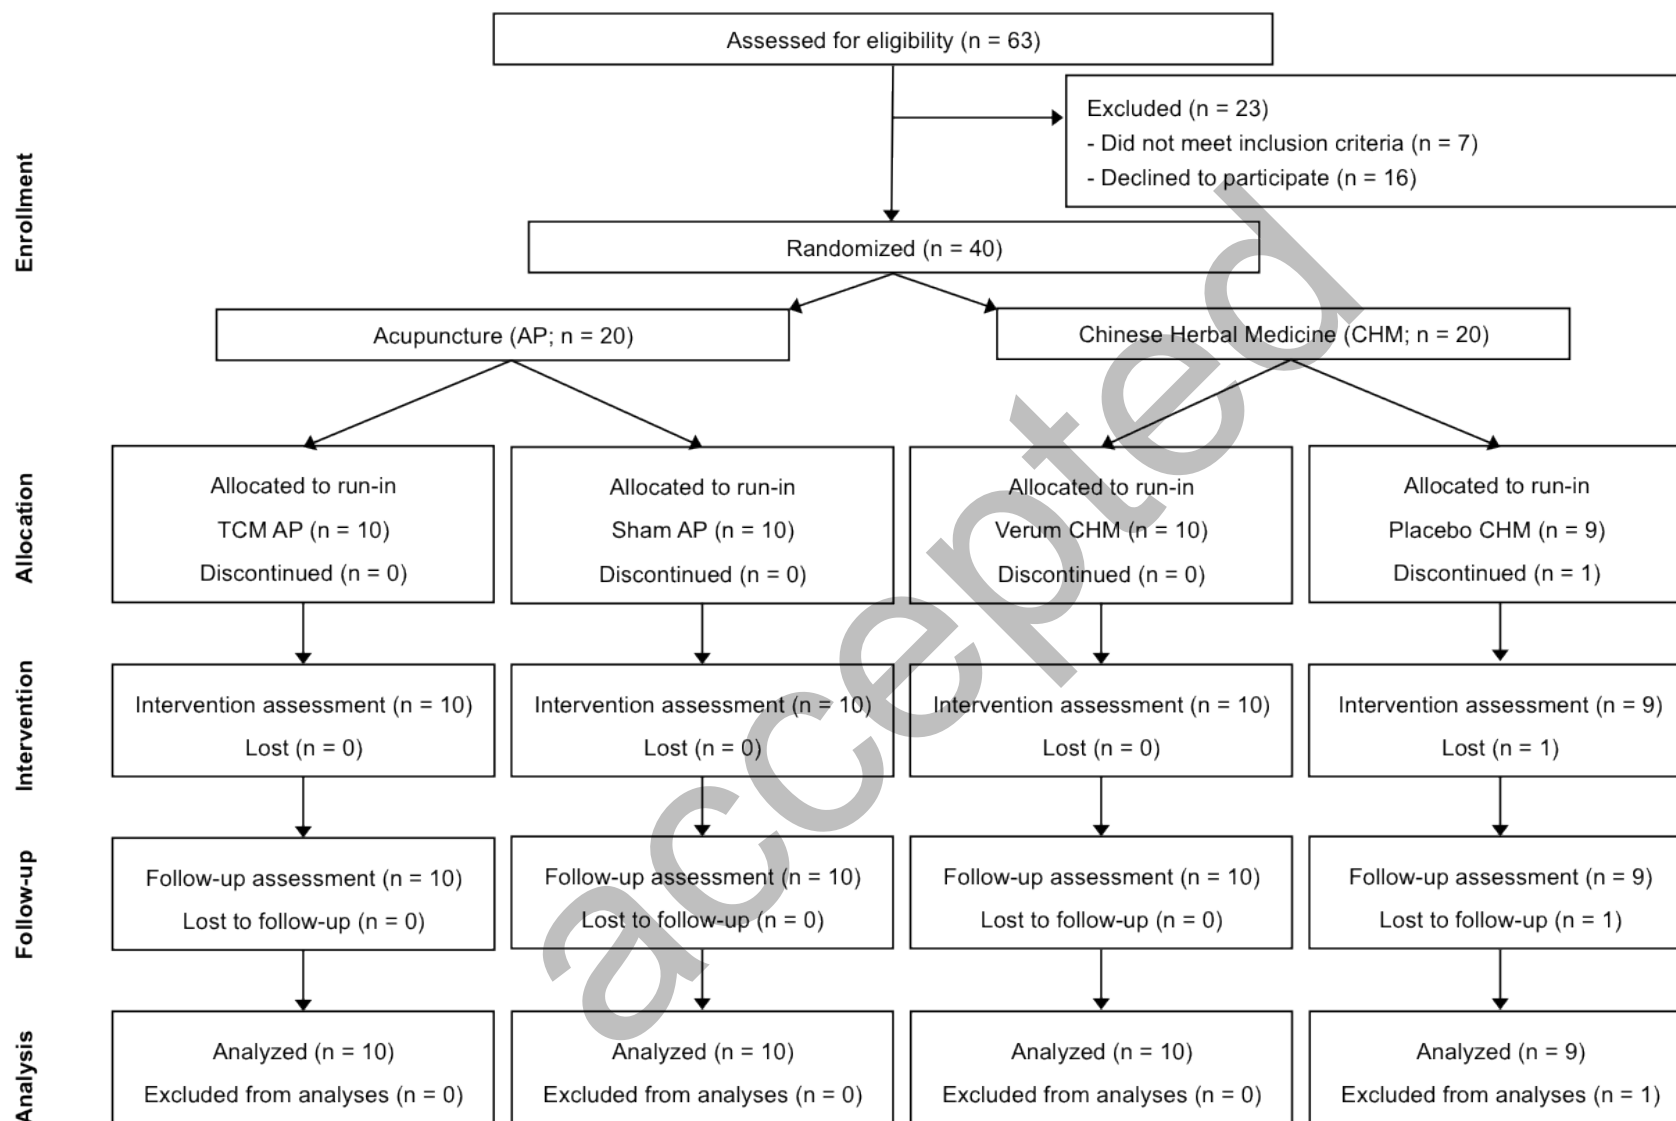 Assessed for eligibility (n = 63)
Excluded (n = 23)
- Did not meet inclusion criteria (n = 7)
- Declined to participate (n = 16)
Enrollment
Randomized (n = 40)
Acupuncture (AP; n = 20)
Chinese Herbal Medicine (CHM; n = 20)
Allocation
Allocated to run-in
TCM AP (n = 10)
Discontinued (n = 0)
Allocated to run-in
Sham AP (n = 10)
Discontinued (n = 0)
Allocated to run-in
Verum CHM (n = 10)
Discontinued (n = 0)
Allocated to run-in
Placebo CHM (n = 9)
Discontinued (n = 1)
Intervention
Intervention assessment (n = 10)
Lost (n = 0)
Intervention assessment (n = 10)
Lost (n = 0)
Intervention assessment (n = 10)
Lost (n = 0)
Intervention assessment (n = 9)
Lost (n = 1)
Follow-up
Follow-up assessment (n = 10)
Lost to follow-up (n = 0)
Follow-up assessment (n = 10)
Lost to follow-up (n = 0)
Follow-up assessment (n = 10)
Lost to follow-up (n = 0)
Follow-up assessment (n = 9)
Lost to follow-up (n = 1)
Analysis
Analyzed (n = 10)
Excluded from analyses (n = 0)
Analyzed (n = 10)
Excluded from analyses (n = 0)
Analyzed (n = 10)
Excluded from analyses (n = 0)
Analyzed (n = 9)
Excluded from analyses (n = 1)
accepted